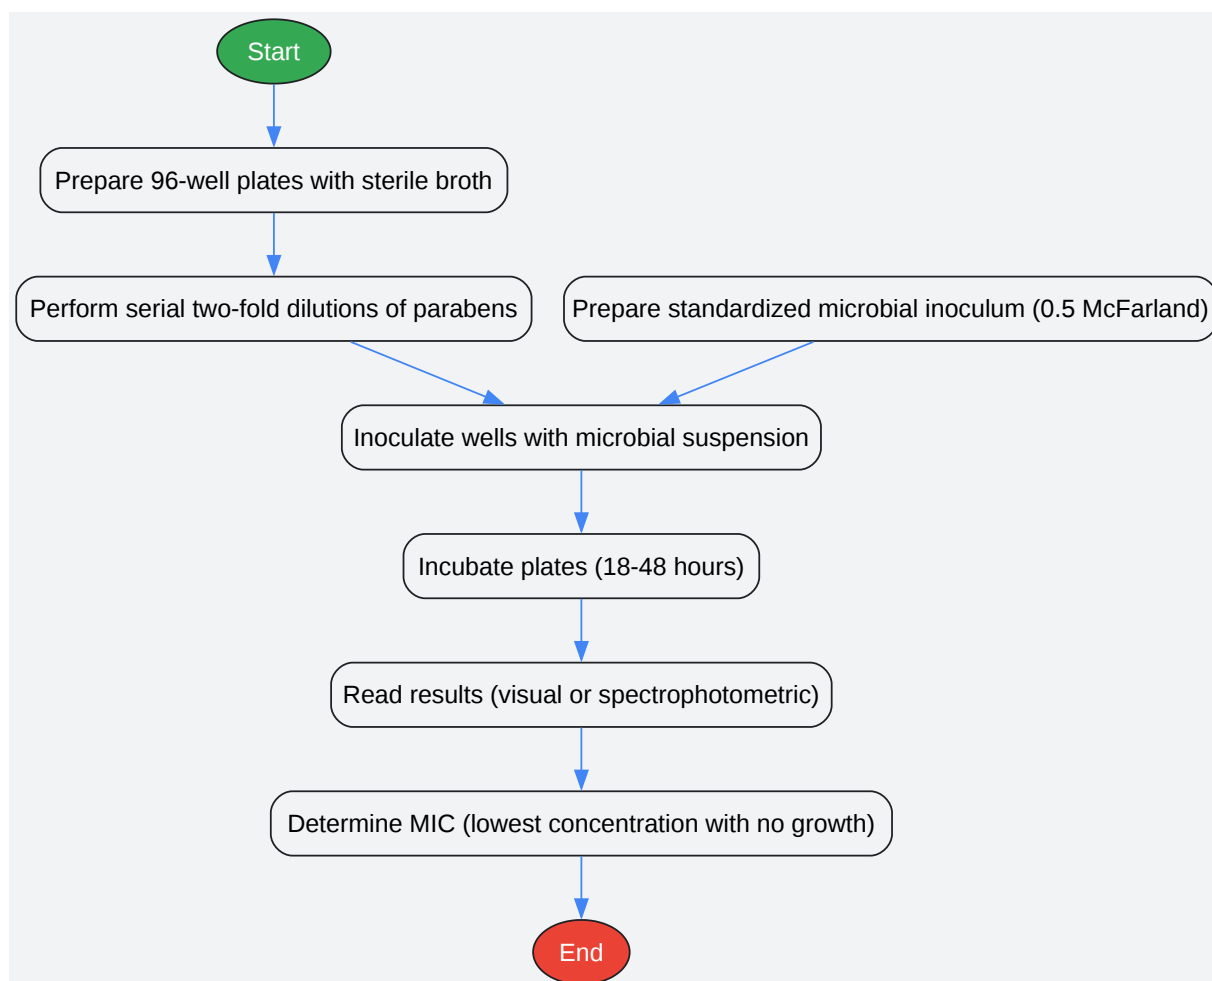 Start
Prepare 96-well plates with sterile broth
Perform serial two-fold dilutions of parabens
Prepare standardized microbial inoculum (0.5 McFarland)
Inoculate wells with microbial suspension
Incubate plates (18-48 hours)
Read results (visual or spectrophotometric)
Determine MIC (lowest concentration with no growth)
End